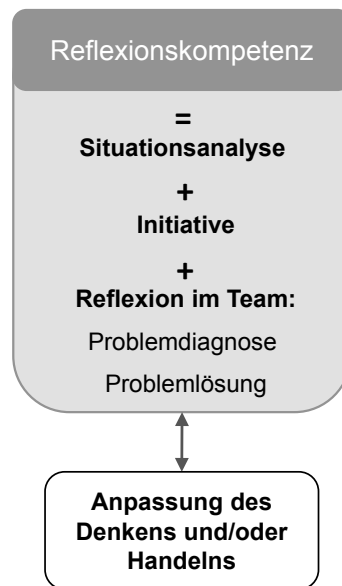 Reflexionskompetenz
=
Situationsanalyse
+
Initiative
+
Reflexion im Team:
Problemdiagnose
Problemlösung
Anpassung des
Denkens und/oder
Handelns